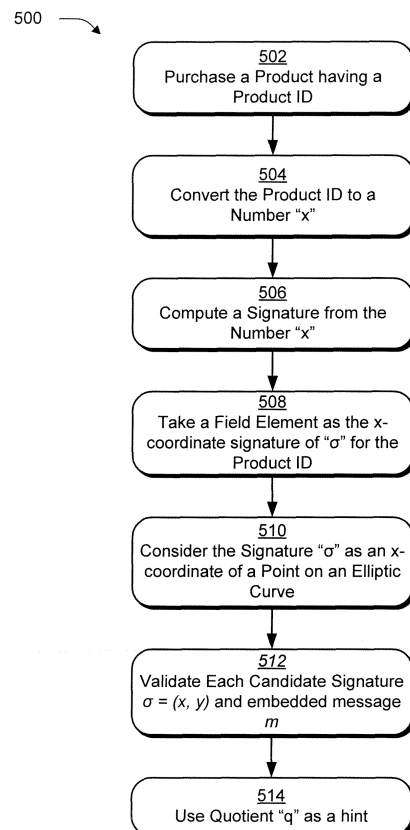 500
502
Purchase a Product having a
Product ID
504
Convert the Product ID to a
Number “x”
506
Compute a Signature from the
Number “x”
508
Take a Field Element as the x-
coordinate signature of “σ” for the
Product ID
510
Consider the Signature “σ” as an x-
coordinate of a Point on an Elliptic
Curve
512
Validate Each Candidate Signature
σ = (x, y) and embedded message
m
514
Use Quotient “q” as a hint